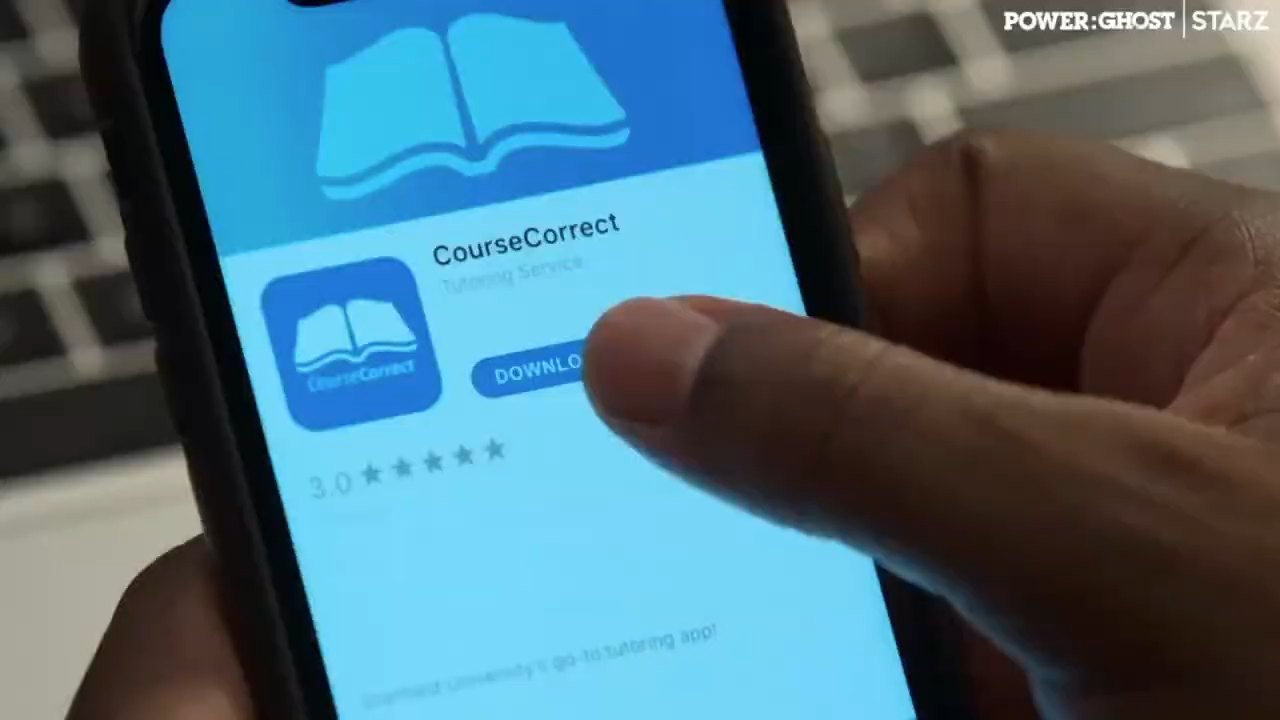 POWER:GHOST | STARZ
CourseCorrect
Tutoring Service
DOWNLO
CourseCorrect
3.0
University's go-to tutoring app!